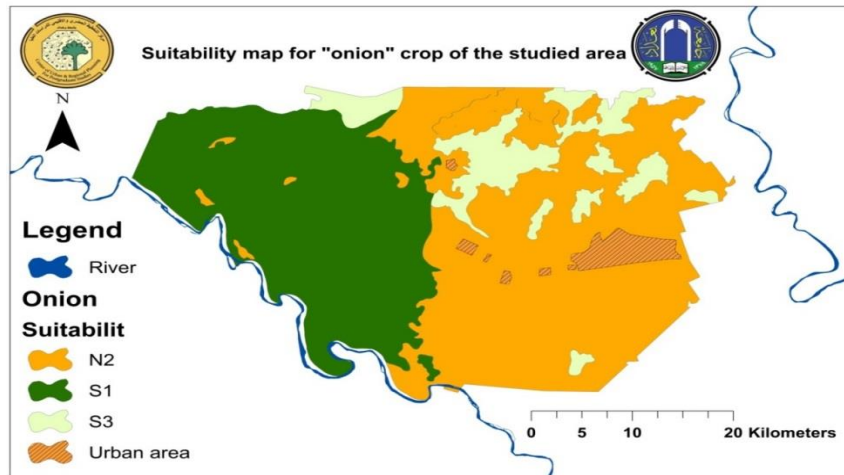 Suitability map for "onion" crop of the studied area
N
Legend
River
Onion
Suitabilit
N2
S1
S3
Urban area
0 5 10 20 Kilometers